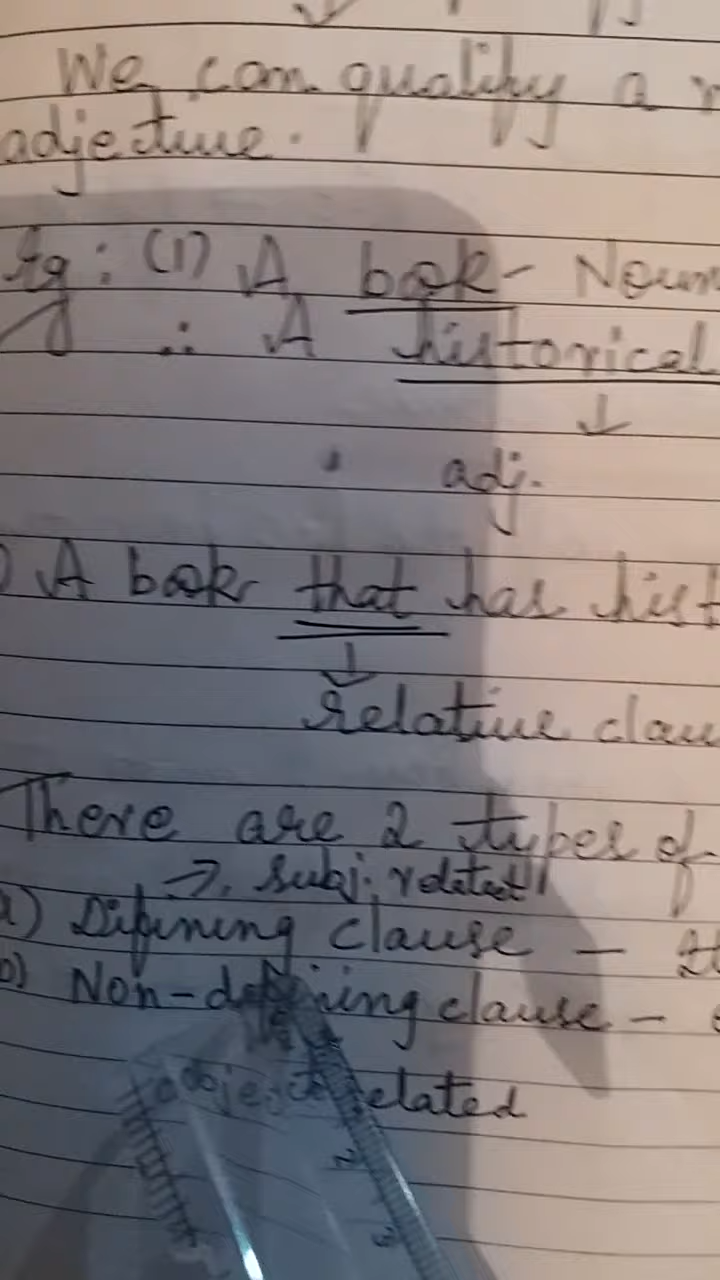 We can qualify a
adjective.
Eg: (1) A book - Noun
∴ A historical
↓
adj.
) A book that has hist
↓
relative clau
There are 2 types of
→ subj. related
a) Difining clause -
b) Non-defining clause -
object related